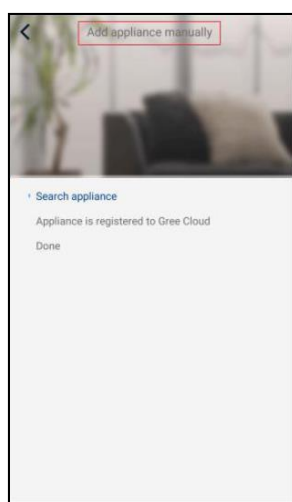 Add appliance manually
Search appliance
Appliance is registered to Gree Cloud
Done